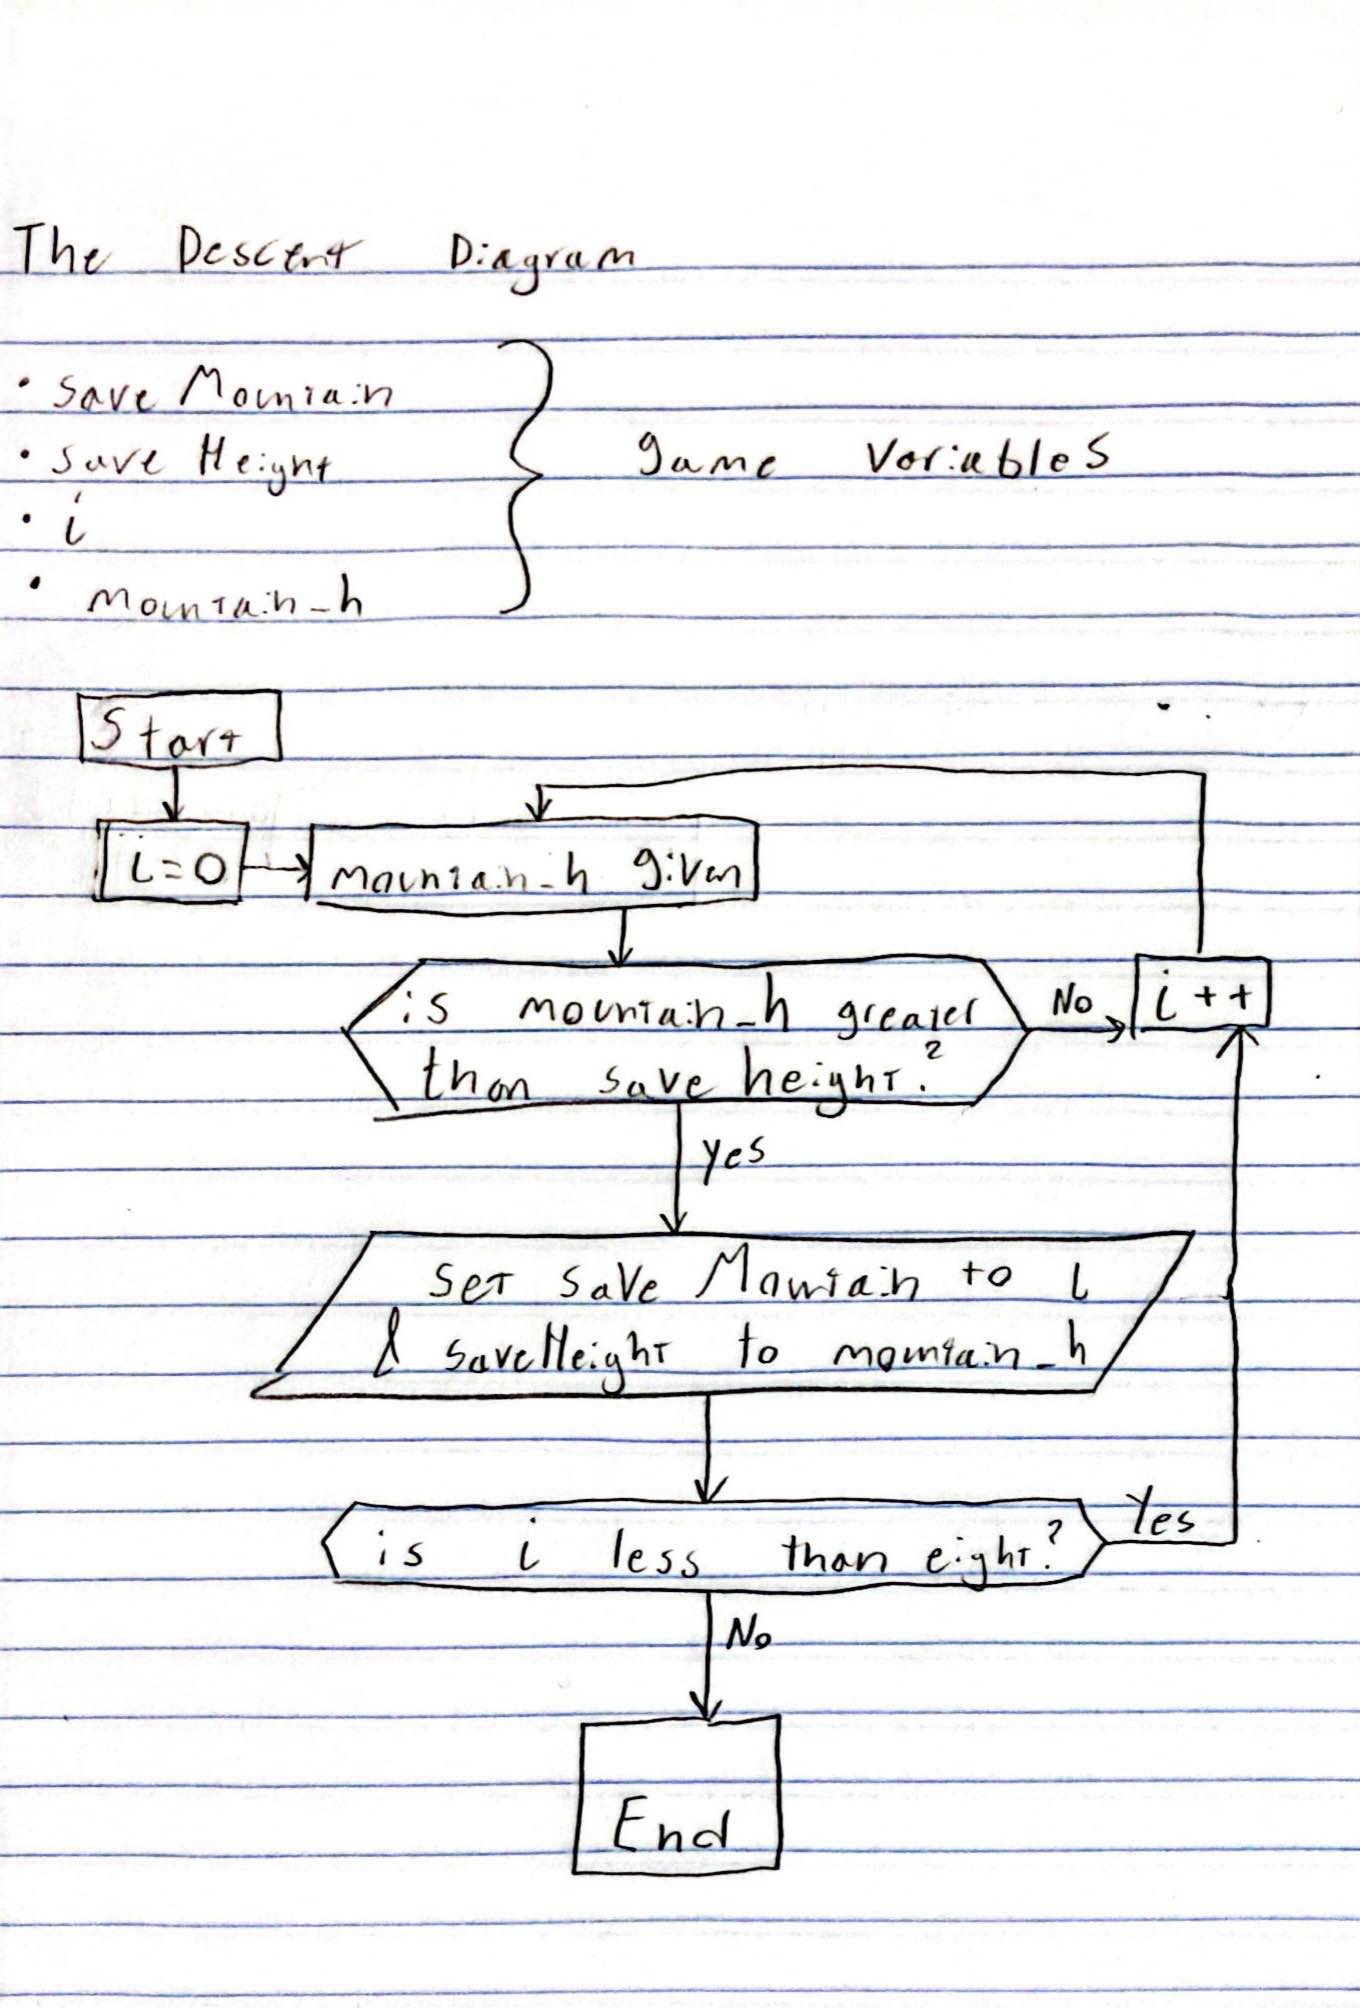 The Descent Diagram
• save Mountain
• save Height
• i
• mountain_h
game variables
Start
i=0
mountain_h given
is mountain_h greater
than save height?
No
i++
yes
set save Mountain to i
& saveHeight to mountain_h
is i less than eight?
Yes
No
End